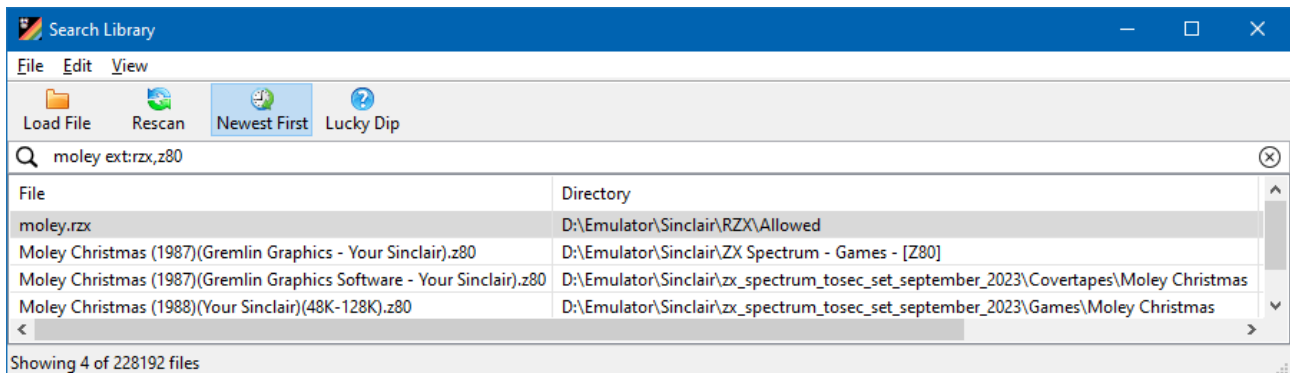 Search Library
File Edit View
Load File Rescan Newest First Lucky Dip
moley ext:rzx,z80
File Directory
moley.rzx D:\Emulator\Sinclair\RZX\Allowed
Moley Christmas (1987)(Gremlin Graphics - Your Sinclair).z80 D:\Emulator\Sinclair\ZX Spectrum - Games - [Z80]
Moley Christmas (1987)(Gremlin Graphics Software - Your Sinclair).z80 D:\Emulator\Sinclair\zx_spectrum_tosec_set_september_2023\Covertapes\Moley Christmas
Moley Christmas (1988)(Your Sinclair)(48K-128K).z80 D:\Emulator\Sinclair\zx_spectrum_tosec_set_september_2023\Games\Moley Christmas
Showing 4 of 228192 files